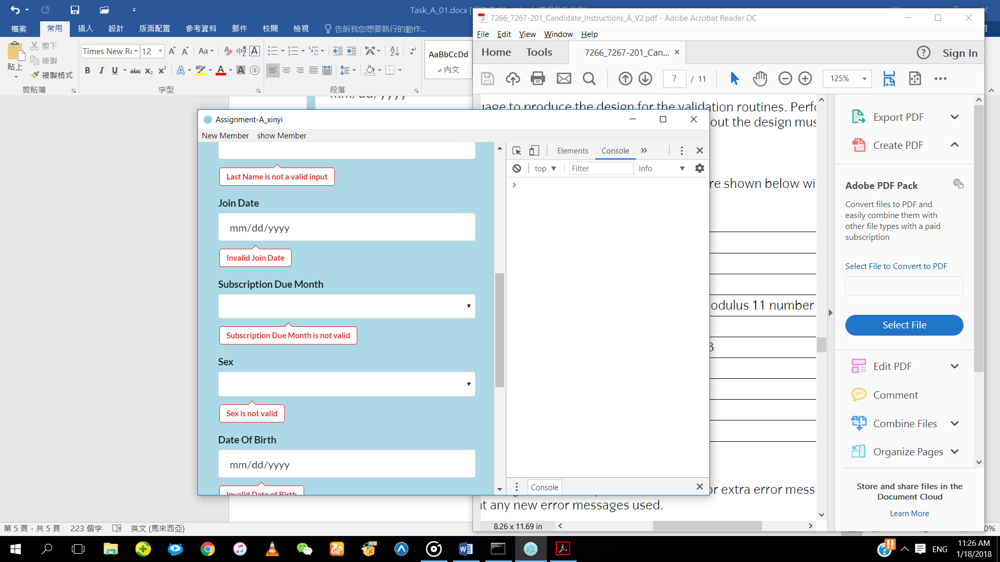 Task_A_01.docx
檔案
常用
插入
設計
版面配置
參考資料
郵件
校閱
檢視
告訴我您想要執行的動作...
貼上
剪下
複製
複製格式
剪貼簿
Times New Ro
12
Aa
B I U abc X₂ X²
字型
段落
AaBbCcDd
內文
mm/dd/yyyy
7266_7267-201_Candidate_Instructions_A_V2.pdf - Adobe Acrobat Reader DC
File Edit View Window Help
Home
Tools
7266_7267-201_Can...
Sign In
7 / 11
125%
uage to produce the design for the validation routines. Perfo
out the design mus
re shown below wi
odulus 11 number
3
or extra error mess
t any new error messages used.
8.26 x 11.69 in
Export PDF
Create PDF
Adobe PDF Pack
Convert files to PDF and
easily combine them with
other file types with a paid
subscription
Select File to Convert to PDF
Select File
Edit PDF
Comment
Combine Files
Organize Pages
Store and share files in the
Document Cloud
Learn More
Assignment-A_xinyi
New Member show Member
Last Name is not a valid input
Join Date
mm/dd/yyyy
Invalid Join Date
Subscription Due Month
Subscription Due Month is not valid
Sex
Sex is not valid
Date Of Birth
mm/dd/yyyy
Invalid Date of Birth
Elements
Console
top
Filter
Info
Console
第 5 頁，共 5 頁
223 個字
英文 (馬來西亞)
0%
ENG
11:26 AM
1/18/2018